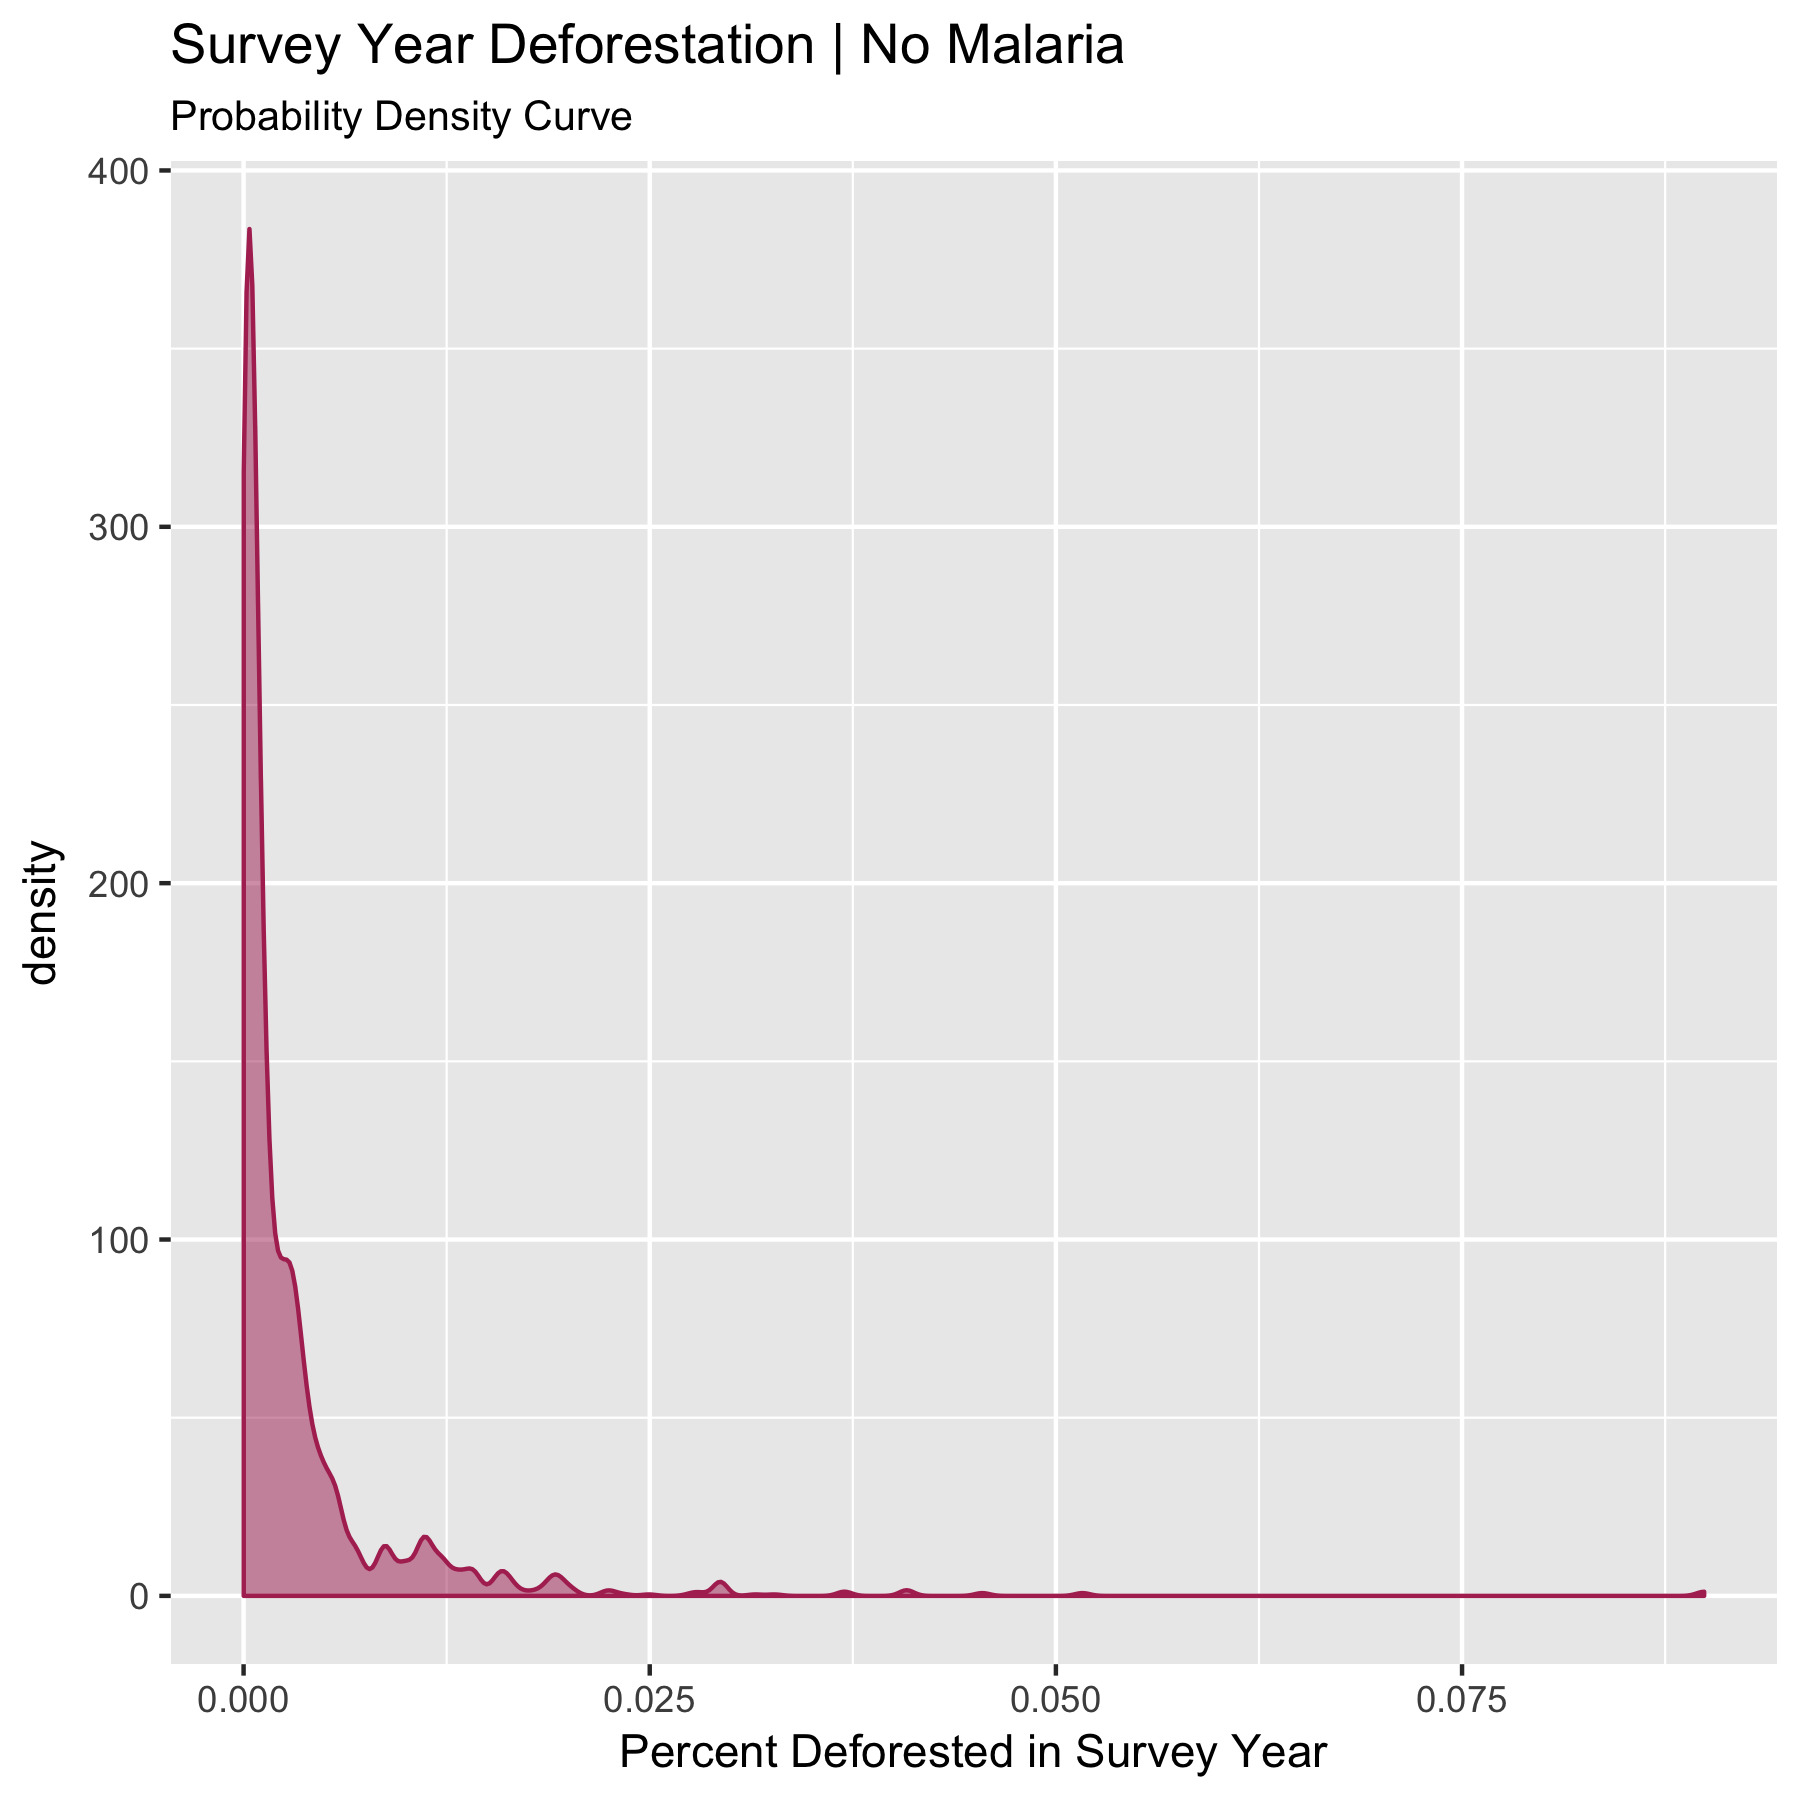 Survey Year Deforestation | No Malaria
Probability Density Curve
400
300
200
100
0
density
0.000 0.025 0.050 0.075
Percent Deforested in Survey Year